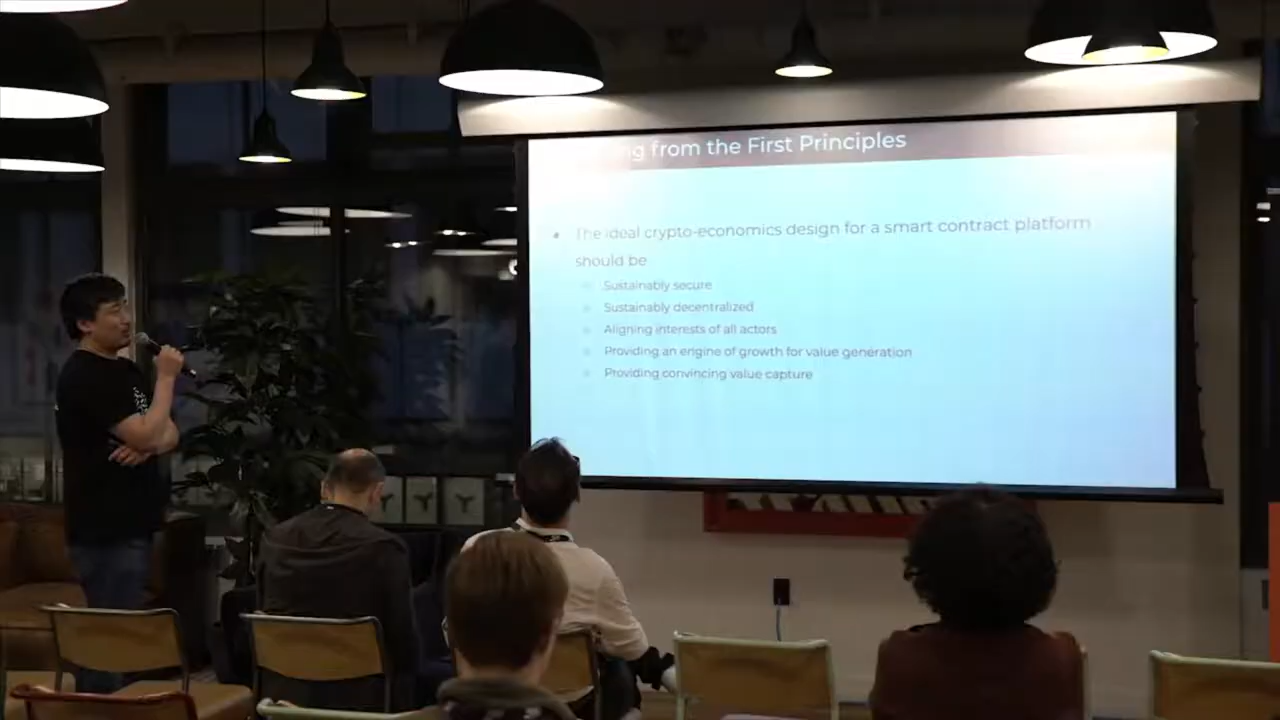 from the First Principles
The ideal crypto-economics design for a smart contract platform
should be
Sustainably secure
Sustainably decentralized
Aligning interests of all actors
Providing an engine of growth for value generation
Providing convincing value capture